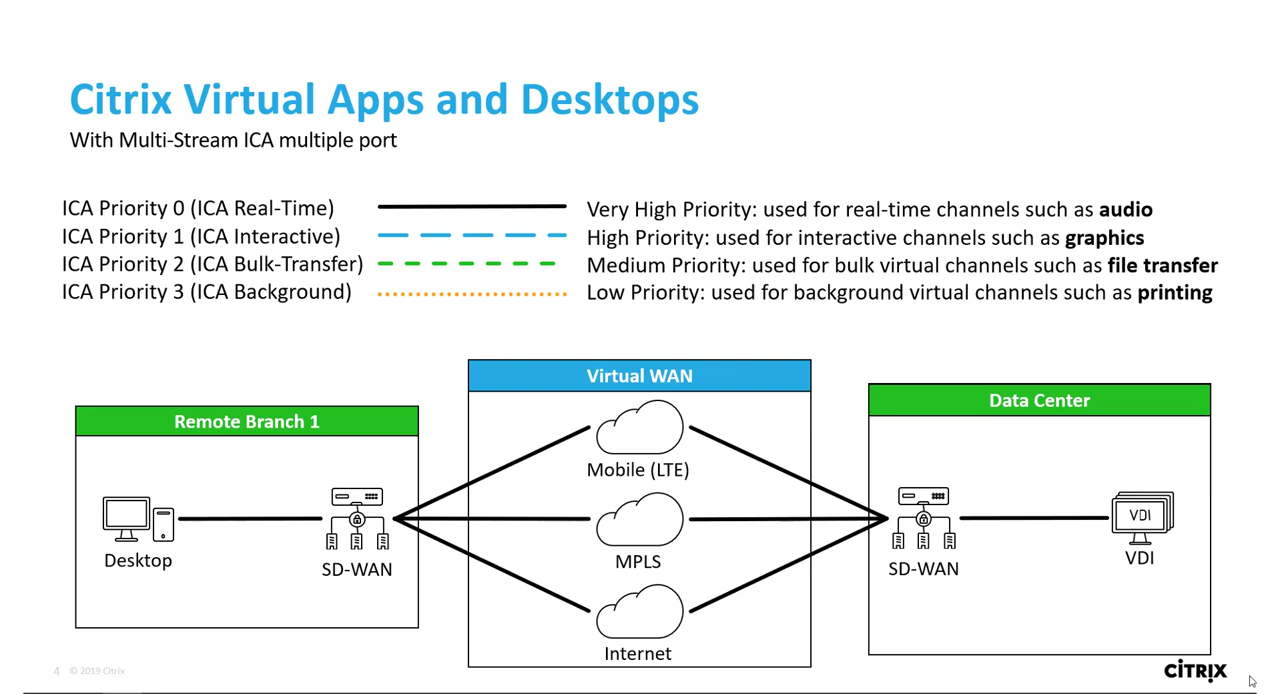 Citrix Virtual Apps and Desktops
With Multi-Stream ICA multiple port
ICA Priority 0 (ICA Real-Time)
Very High Priority: used for real-time channels such as audio
ICA Priority 1 (ICA Interactive)
High Priority: used for interactive channels such as graphics
ICA Priority 2 (ICA Bulk-Transfer)
Medium Priority: used for bulk virtual channels such as file transfer
ICA Priority 3 (ICA Background)
Low Priority: used for background virtual channels such as printing
Remote Branch 1
Desktop
SD-WAN
Virtual WAN
Mobile (LTE)
MPLS
Internet
Data Center
SD-WAN
VDI
VDI
4 © 2019 Citrix
CITRIX